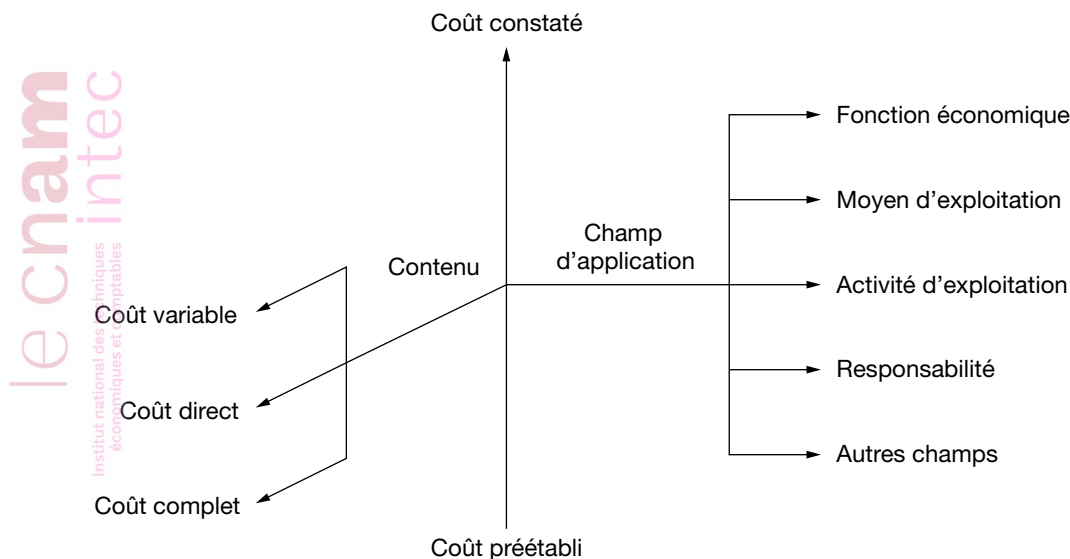 Coût constaté
Fonction économique
Moyen d'exploitation
Champ
d'application
Contenu
Activité d'exploitation
Coût variable
Responsabilité
Coût direct
Autres champs
Coût complet
Coût préétabli
le cnam
intec
Institut national des techniques
économiques et comptables